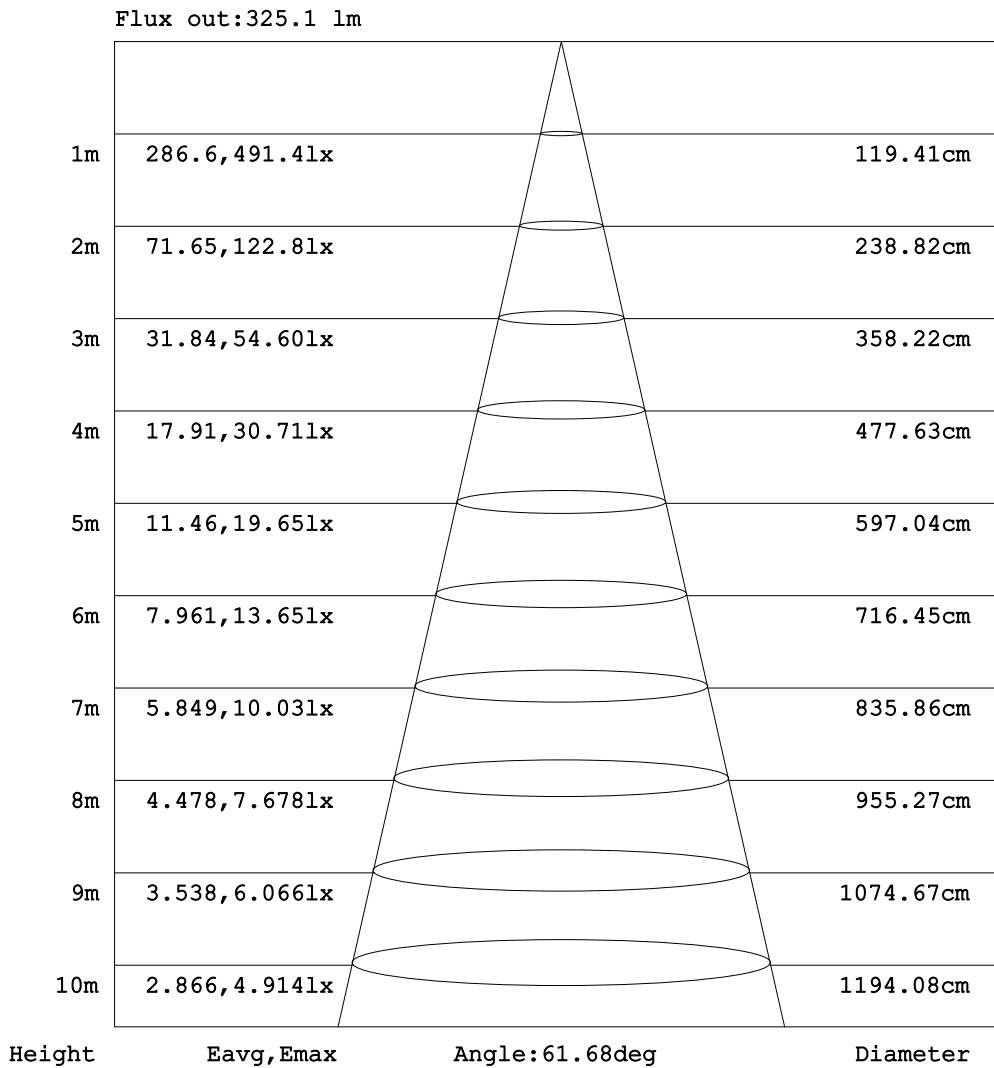 Flux out:325.1 lm
1m 286.6,491.4lx 119.41cm
2m 71.65,122.8lx 238.82cm
3m 31.84,54.60lx 358.22cm
4m 17.91,30.71lx 477.63cm
5m 11.46,19.65lx 597.04cm
6m 7.961,13.65lx 716.45cm
7m 5.849,10.03lx 835.86cm
8m 4.478,7.678lx 955.27cm
9m 3.538,6.066lx 1074.67cm
10m 2.866,4.914lx 1194.08cm
Height Eavg,Emax Angle:61.68deg Diameter